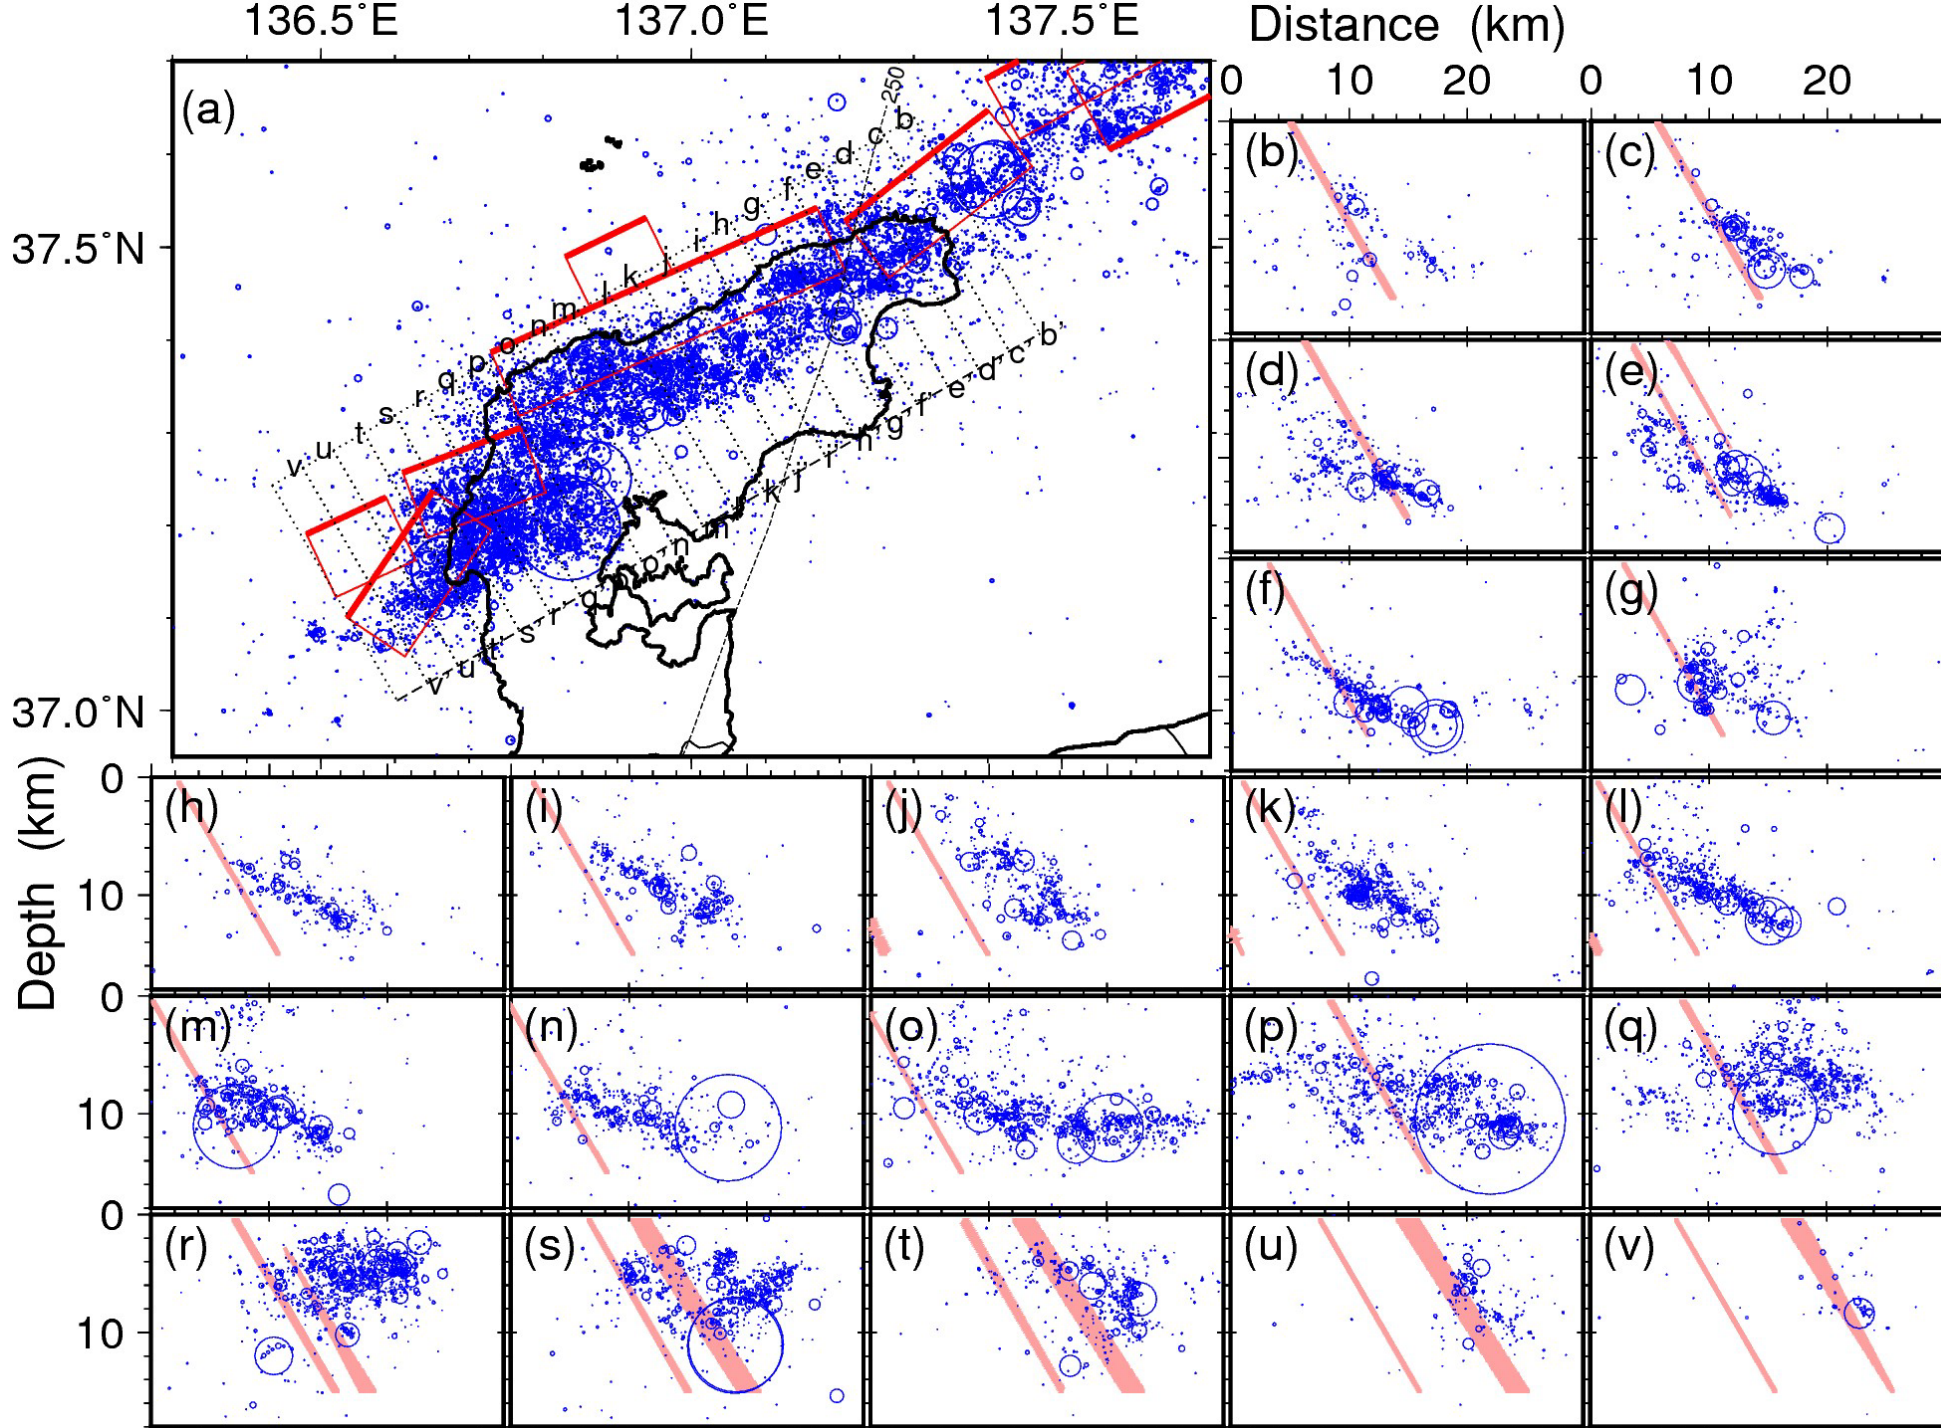 136.5˚E 137.0˚E 137.5˚E Distance (km)
0 10 20 0 10 20
(a) 250
b
c
d
e
f
g
h
i
j
k
l
m
n
o
p
q
r
s
t
u
v
37.5˚N
37.0˚N
b'
c'
d'
e'
f'
g'
h'
i'
j'
k'
l'
m'
n'
o'
p'
q'
r'
s'
t'
u'
v'
(b) (c)
(d) (e)
(f) (g)
Depth (km)
0
(h) (i) (j) (k) (l)
10
0
(m) (n) (o) (p) (q)
10
0
(r) (s) (t) (u) (v)
10